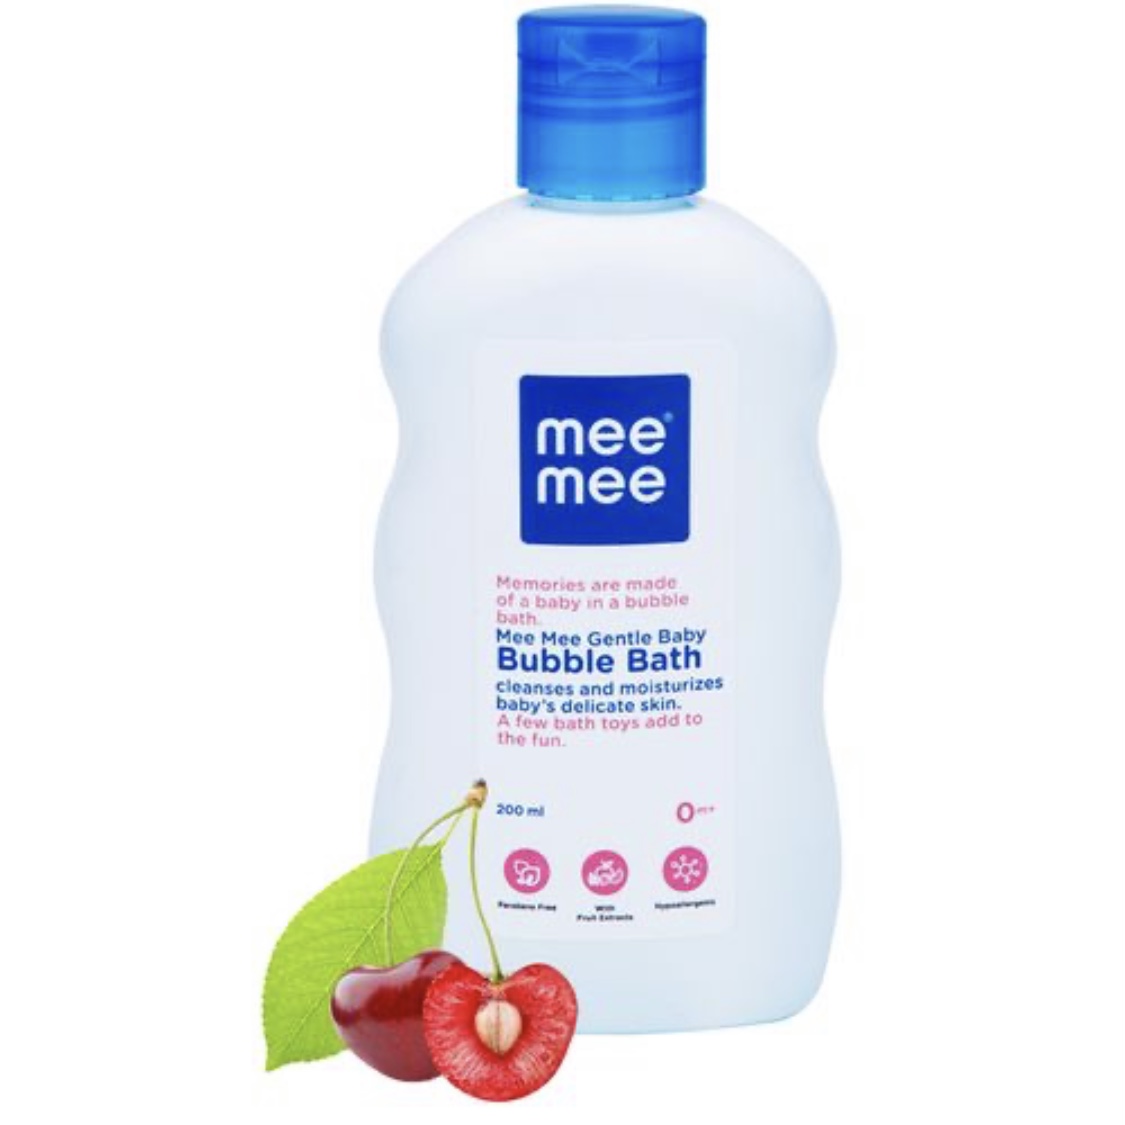 mee®
mee
Memories are made
of a baby in a bubble
bath.
Mee Mee Gentle Baby
Bubble Bath
cleanses and moisturizes
baby's delicate skin.
A few bath toys add to
the fun.
200 ml
0m+
Parabens Free
With
Fruit Extracts
Hypoallergenic